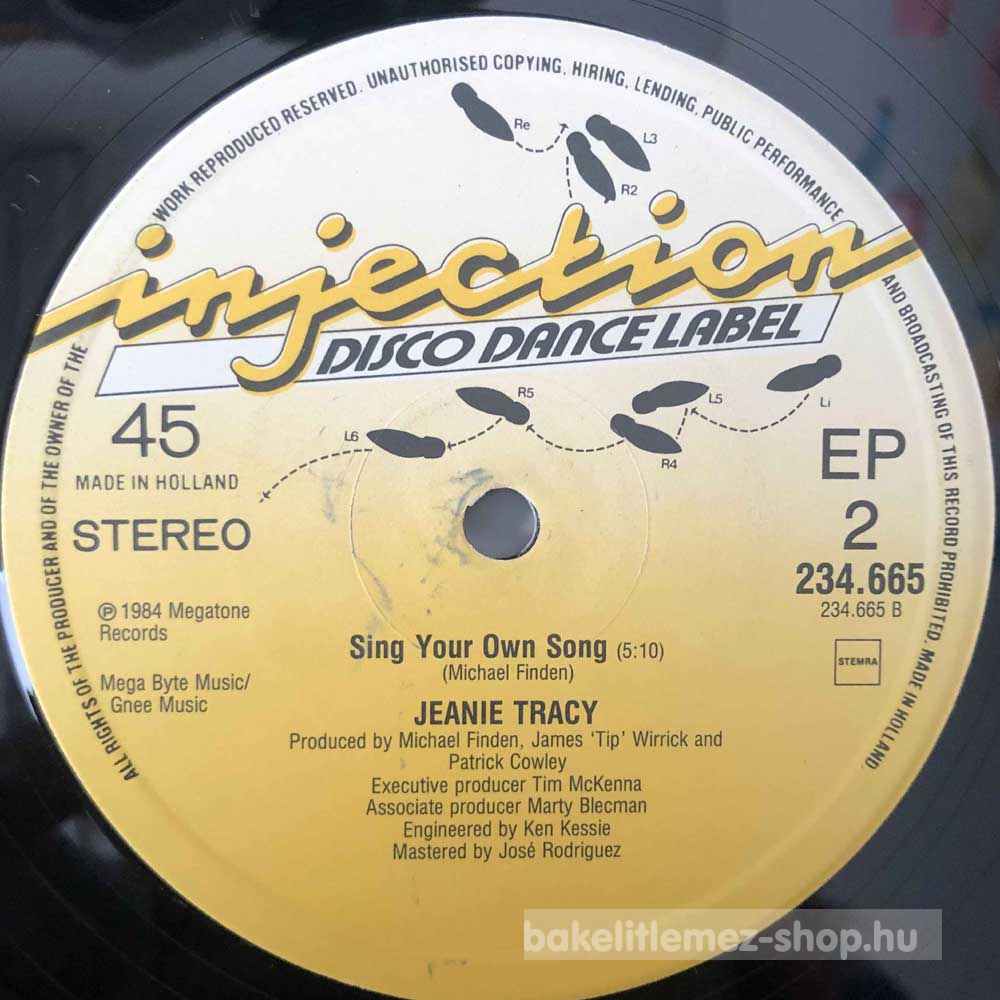 ALL RIGHTS OF THE PRODUCER AND OF THE OWNER OF THE WORK REPRODUCED RESERVED. UNAUTHORISED COPYING, HIRING, LENDING, PUBLIC PERFORMANCE AND BROADCASTING OF THIS RECORD PROHIBITED. MADE IN HOLLAND.
Re
L3
R2
injection
DISCO DANCE LABEL
R5
L5
Li
L6
R4
45
MADE IN HOLLAND
STEREO
EP
2
234.665
234.665 B
℗ 1984 Megatone
Records
Mega Byte Music/
Gnee Music
STEMRA
Sing Your Own Song (5:10)
(Michael Finden)
JEANIE TRACY
Produced by Michael Finden, James ‘Tip’ Wirrick and
Patrick Cowley
Executive producer Tim McKenna
Associate producer Marty Blecman
Engineered by Ken Kessie
Mastered by José Rodriguez
bakelitlemez-shop.hu